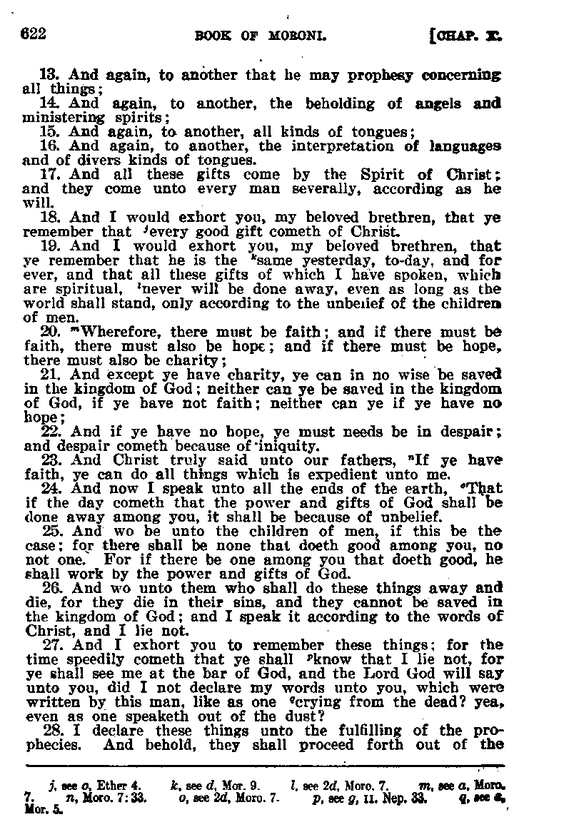 622 BOOK OF MORONI. [CHAP. X.
13. And again, to another that he may prophesy concerning
all things;
14. And again, to another, the beholding of angels and
ministering spirits;
15. And again, to another, all kinds of tongues;
16. And again, to another, the interpretation of languages
and of divers kinds of tongues.
17. And all these gifts come by the Spirit of Christ;
and they come unto every man severally, according as he
will.
18. And I would exhort you, my beloved brethren, that ye
remember that jevery good gift cometh of Christ.
19. And I would exhort you, my beloved brethren, that
ye remember that he is the ksame yesterday, to-day, and for
ever, and that all these gifts of which I have spoken, which
are spiritual, lnever will be done away, even as long as the
world shall stand, only according to the unbelief of the children
of men.
20. mWherefore, there must be faith; and if there must be
faith, there must also be hope; and if there must be hope,
there must also be charity;
21. And except ye have charity, ye can in no wise be saved
in the kingdom of God; neither can ye be saved in the kingdom
of God, if ye have not faith; neither can ye if ye have no
hope;
22. And if ye have no hope, ye must needs be in despair;
and despair cometh because of iniquity.
23. And Christ truly said unto our fathers, nIf ye have
faith, ye can do all things which is expedient unto me.
24. And now I speak unto all the ends of the earth, oThat
if the day cometh that the power and gifts of God shall be
done away among you, it shall be because of unbelief.
25. And wo be unto the children of men, if this be the
case; for there shall be none that doeth good among you, no
not one. For if there be one among you that doeth good, he
shall work by the power and gifts of God.
26. And wo unto them who shall do these things away and
die, for they die in their sins, and they cannot be saved in
the kingdom of God; and I speak it according to the words of
Christ, and I lie not.
27. And I exhort you to remember these things; for the
time speedily cometh that ye shall pknow that I lie not, for
ye shall see me at the bar of God, and the Lord God will say
unto you, did I not declare my words unto you, which were
written by this man, like as one qcrying from the dead? yea,
even as one speaketh out of the dust?
28. I declare these things unto the fulfilling of the pro-
phecies. And behold, they shall proceed forth out of the
j, see o, Ether 4. k, see d, Mor. 9. l, see 2d, Moro. 7. m, see a, Moro.
7. n, Moro. 7:33. o, see 2d, Moro. 7. p, see g, II. Nep. 33. q, see
Mor. 5.